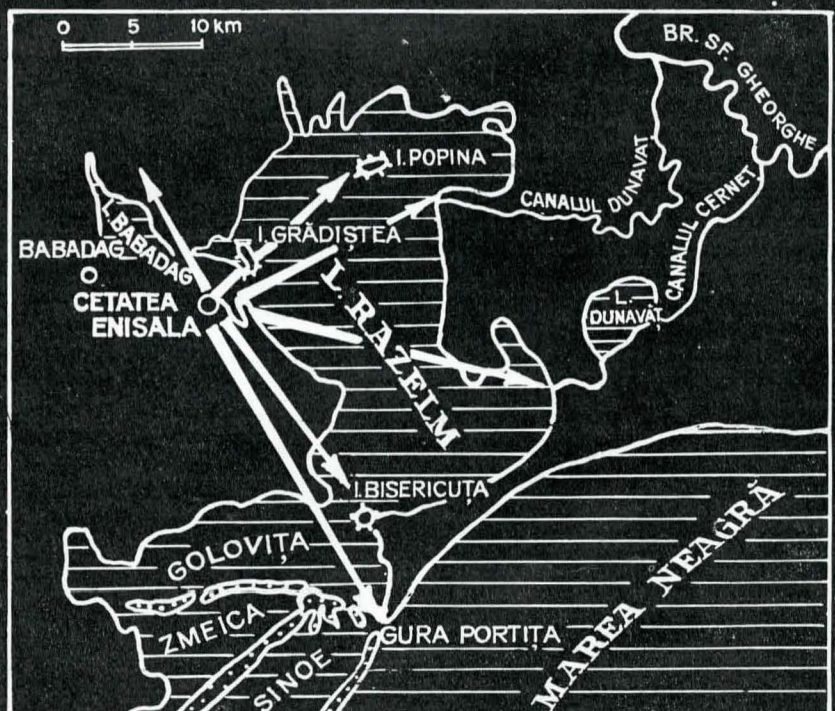 0 5 10 km
BR. SF. GHEORGHE
I. POPINA
CANALUL DUNAVĂT
CANALUL CERNET
L. BABADAG
I. GRĂDIȘTEA
BABADAG
CETATEA
ENISALA
L. RAZELM
L.
DUNAVĂȚ
I. BISERICUȚA
GOLOVIȚA
ZMEICA
SINOE
GURA PORTIȚA
MAREA NEAGRĂ